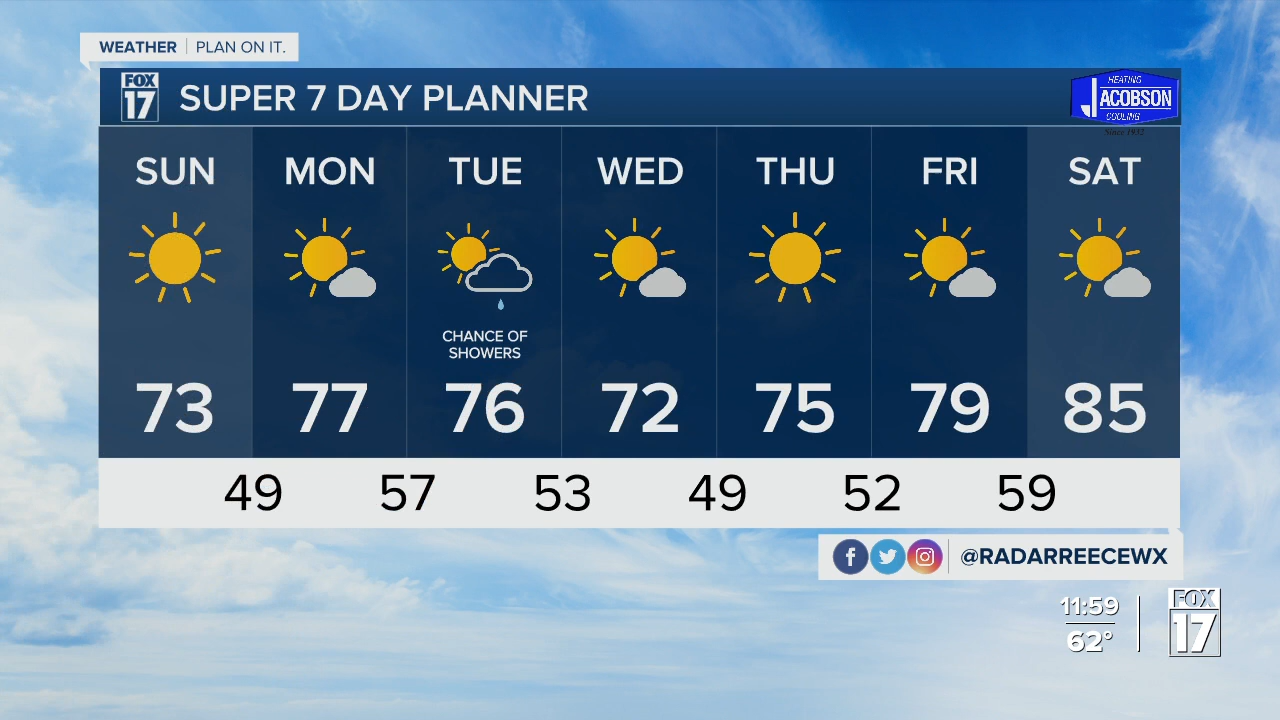 WEATHER | PLAN ON IT.
FOX
17
SUPER 7 DAY PLANNER
HEATING
JACOBSON
COOLING
Since 1932
SUN MON TUE WED THU FRI SAT
CHANCE OF
SHOWERS
73 77 76 72 75 79 85
49 57 53 49 52 59
@RADARREECEWX
11:59
62°
FOX
17